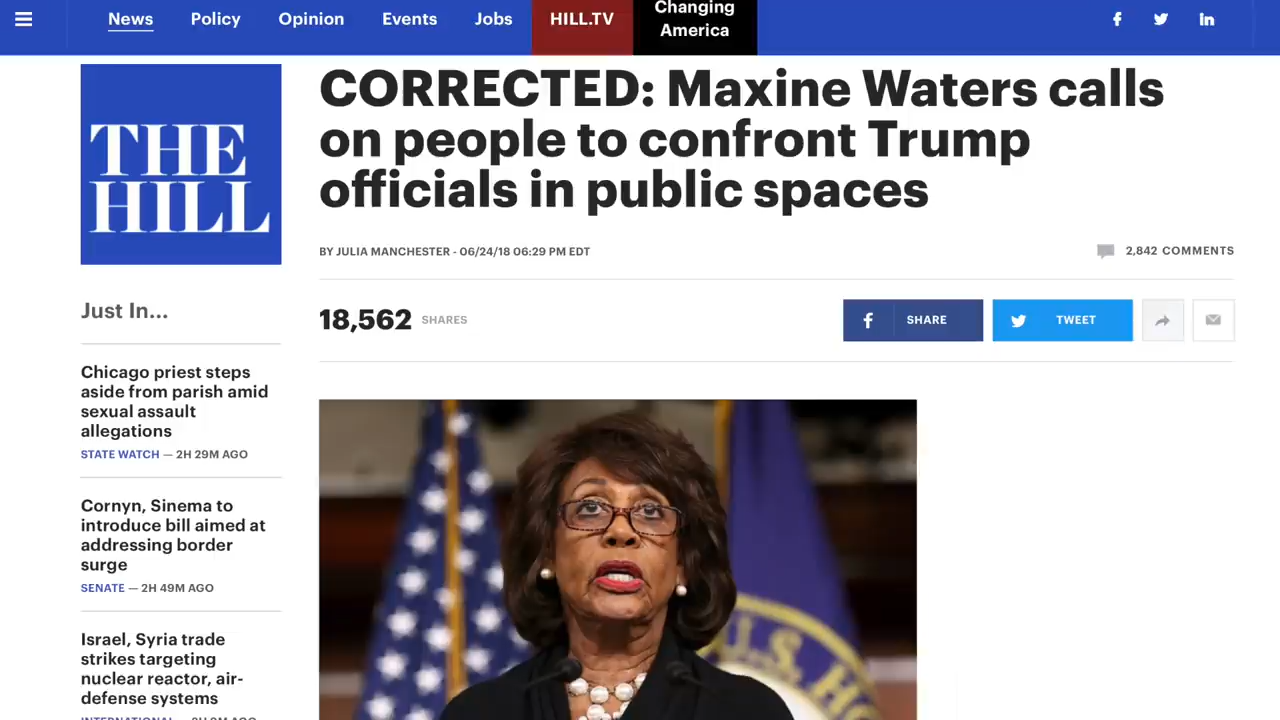 News
Policy
Opinion
Events
Jobs
HILL.TV
Changing
America
THE
HILL
CORRECTED: Maxine Waters calls
on people to confront Trump
officials in public spaces
BY JULIA MANCHESTER - 06/24/18 06:29 PM EDT
2,842 COMMENTS
18,562 SHARES
SHARE
TWEET
Just In...
Chicago priest steps
aside from parish amid
sexual assault
allegations
STATE WATCH — 2H 29M AGO
Cornyn, Sinema to
introduce bill aimed at
addressing border
surge
SENATE — 2H 49M AGO
Israel, Syria trade
strikes targeting
nuclear reactor, air-
defense systems
U.S. HO